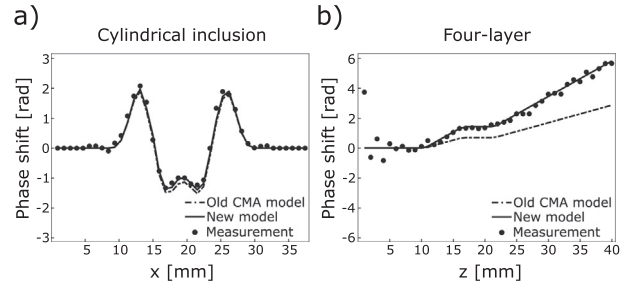 a)
Cylindrical inclusion
Phase shift [rad]
3
2
1
0
-1
-2
-3
Old CMA model
New model
Measurement
5 10 15 20 25 30 35
x [mm]
b)
Four-layer
Phase shift [rad]
6
4
2
0
-2
-4
-6
Old CMA model
New model
Measurement
5 10 15 20 25 30 35 40
z [mm]